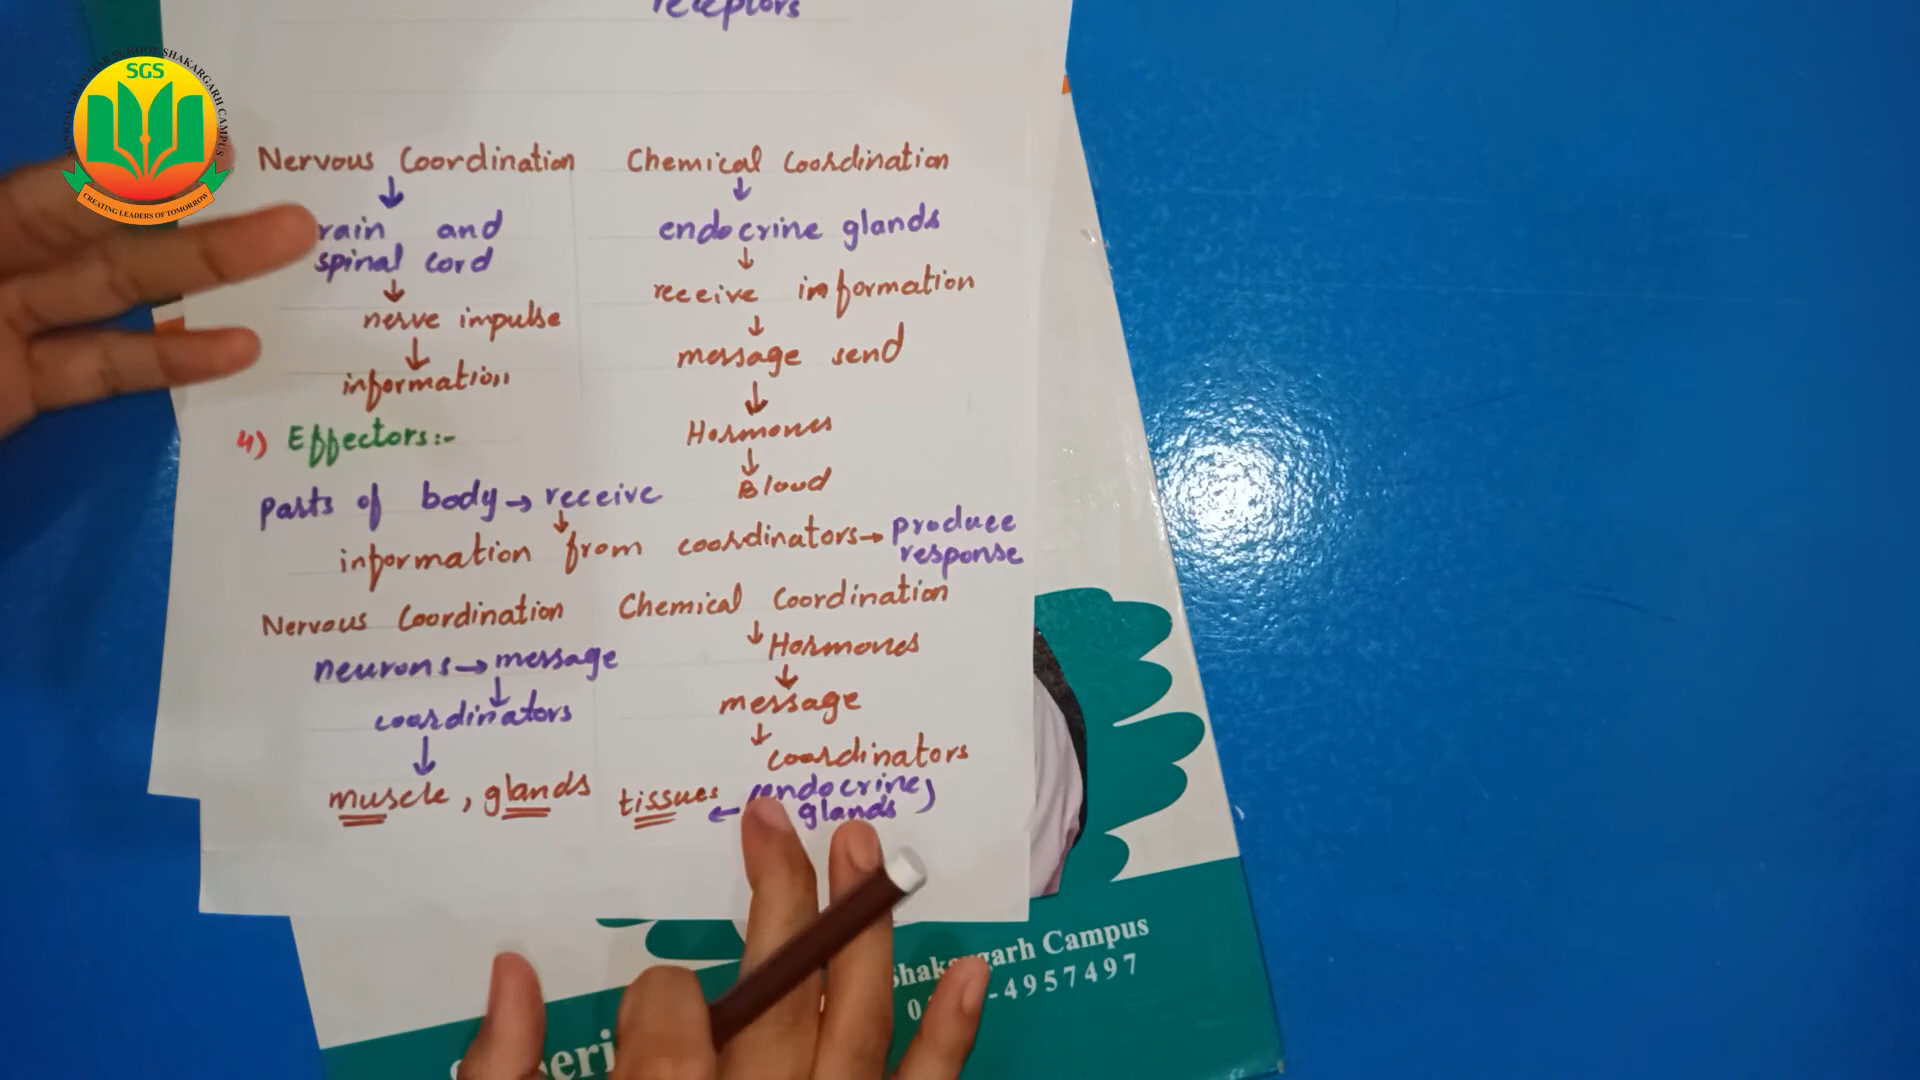 receptors
SGS
SHAKARGARH CAMPUS
CREATING LEADERS OF TOMORROW
Nervous Coordination
rain and
spinal cord
nerve impulse
information
Chemical Coordination
endocrine glands
receive information
message send
Hormones
Blood
4) Effectors:-
Parts of body → receive
information from coordinators → produce
response
Nervous Coordination
neurons → message
coordinators
muscle, glands
Chemical Coordination
Hormones
message
coordinators
(endocrine)
glands
← tissues
Campus
-4957497